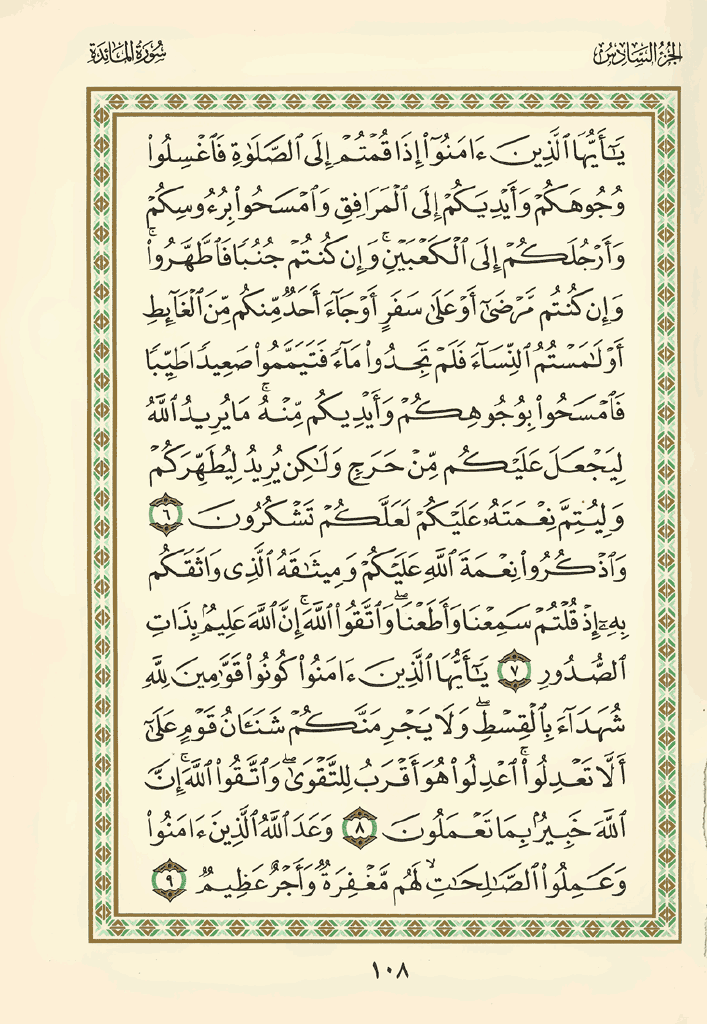 الجزء السادس
سورة المائدة
يَٰٓأَيُّهَا ٱلَّذِينَ ءَامَنُوٓا۟ إِذَا قُمْتُمْ إِلَى ٱلصَّلَوٰةِ فَٱغْسِلُوا۟
وُجُوهَكُمْ وَأَيْدِيَكُمْ إِلَى ٱلْمَرَافِقِ وَٱمْسَحُوا۟ بِرُءُوسِكُمْ
وَأَرْجُلَكُمْ إِلَى ٱلْكَعْبَيْنِ ۚ وَإِن كُنتُمْ جُنُبًا فَٱطَّهَّرُوا۟ ۚ
وَإِن كُنتُم مَّرْضَىٰٓ أَوْ عَلَىٰ سَفَرٍ أَوْ جَآءَ أَحَدٌ مِّنكُم مِّنَ ٱلْغَآئِطِ
أَوْ لَٰمَسْتُمُ ٱلنِّسَآءَ فَلَمْ تَجِدُوا۟ مَآءً فَتَيَمَّمُوا۟ صَعِيدًا طَيِّبًا
فَٱمْسَحُوا۟ بِوُجُوهِكُمْ وَأَيْدِيكُم مِّنْهُ ۚ مَا يُرِيدُ ٱللَّهُ
لِيَجْعَلَ عَلَيْكُم مِّنْ حَرَجٍ وَلَٰكِن يُرِيدُ لِيُطَهِّرَكُمْ
وَلِيُتِمَّ نِعْمَتَهُۥ عَلَيْكُمْ لَعَلَّكُمْ تَشْكُرُونَ ٦
وَٱذْكُرُوا۟ نِعْمَةَ ٱللَّهِ عَلَيْكُمْ وَمِيثَٰقَهُ ٱلَّذِى وَاثَقَكُم
بِهِۦٓ إِذْ قُلْتُمْ سَمِعْنَا وَأَطَعْنَا ۖ وَٱتَّقُوا۟ ٱللَّهَ ۚ إِنَّ ٱللَّهَ عَلِيمٌۢ بِذَاتِ
ٱلصُّدُورِ ٧ يَٰٓأَيُّهَا ٱلَّذِينَ ءَامَنُوا۟ كُونُوا۟ قَوَّٰمِينَ لِلَّهِ
شُهَدَآءَ بِٱلْقِسْطِ ۖ وَلَا يَجْرِمَنَّكُمْ شَنَـَٔانُ قَوْمٍ عَلَىٰٓ
أَلَّا تَعْدِلُوا۟ ۚ ٱعْدِلُوا۟ هُوَ أَقْرَبُ لِلتَّقْوَىٰ ۖ وَٱتَّقُوا۟ ٱللَّهَ ۚ إِنَّ
ٱللَّهَ خَبِيرٌۢ بِمَا تَعْمَلُونَ ٨ وَعَدَ ٱللَّهُ ٱلَّذِينَ ءَامَنُوا۟
وَعَمِلُوا۟ ٱلصَّٰلِحَٰتِ ۙ لَهُم مَّغْفِرَةٌ وَأَجْرٌ عَظِيمٌ ٩
١٠٨